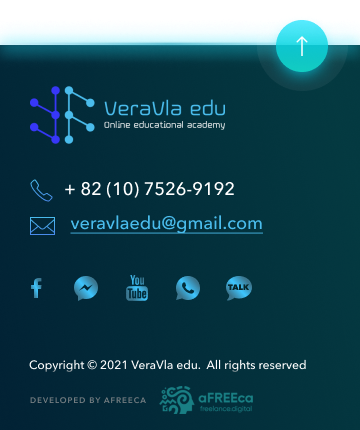 VeraVla edu
Online educational academy
+ 82 (10) 7526-9192
veravlaedu@gmail.com
f
You Tube
TALK
Copyright © 2021 VeraVla edu. All rights reserved
DEVELOPED BY AFREECA
aFREEca
freelance.digital